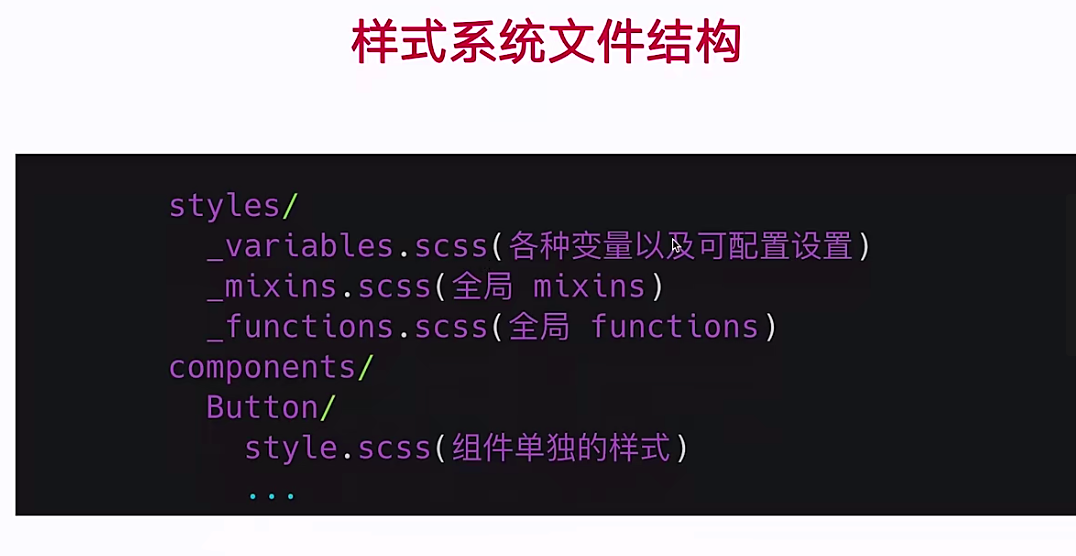 样式系统文件结构
styles/
_variables.scss(各种变量以及可配置设置)
_mixins.scss(全局 mixins)
_functions.scss(全局 functions)
components/
Button/
style.scss(组件单独的样式)
...